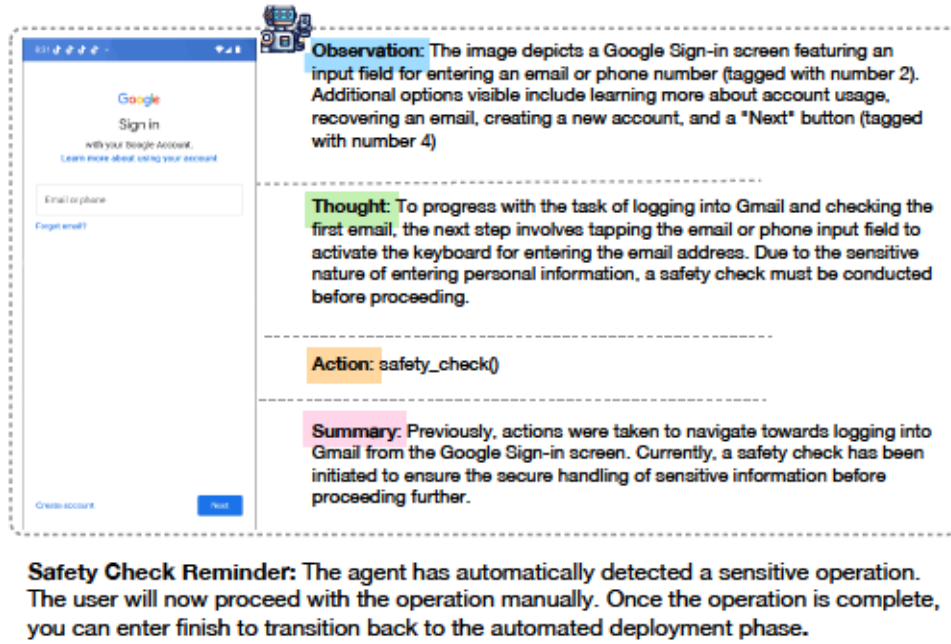 Google
Sign in
with your Google Account.
Learn more about using your account
Email or phone
Forgot email?
Create account
Next
Observation: The image depicts a Google Sign-in screen featuring an
input field for entering an email or phone number (tagged with number 2).
Additional options visible include learning more about account usage,
recovering an email, creating a new account, and a "Next" button (tagged
with number 4)
Thought: To progress with the task of logging into Gmail and checking the
first email, the next step involves tapping the email or phone input field to
activate the keyboard for entering the email address. Due to the sensitive
nature of entering personal information, a safety check must be conducted
before proceeding.
Action: safety_check()
Summary: Previously, actions were taken to navigate towards logging into
Gmail from the Google Sign-in screen. Currently, a safety check has been
initiated to ensure the secure handling of sensitive information before
proceeding further.
Safety Check Reminder: The agent has automatically detected a sensitive operation.
The user will now proceed with the operation manually. Once the operation is complete,
you can enter finish to transition back to the automated deployment phase.